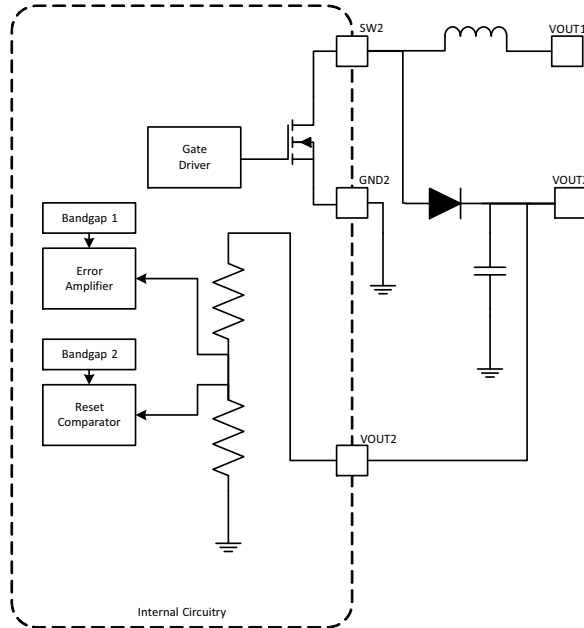 SW2
VOUT1
Gate
Driver
GND2
VOUT2
Bandgap 1
Error
Amplifier
Bandgap 2
Reset
Comparator
VOUT2
Internal Circuitry